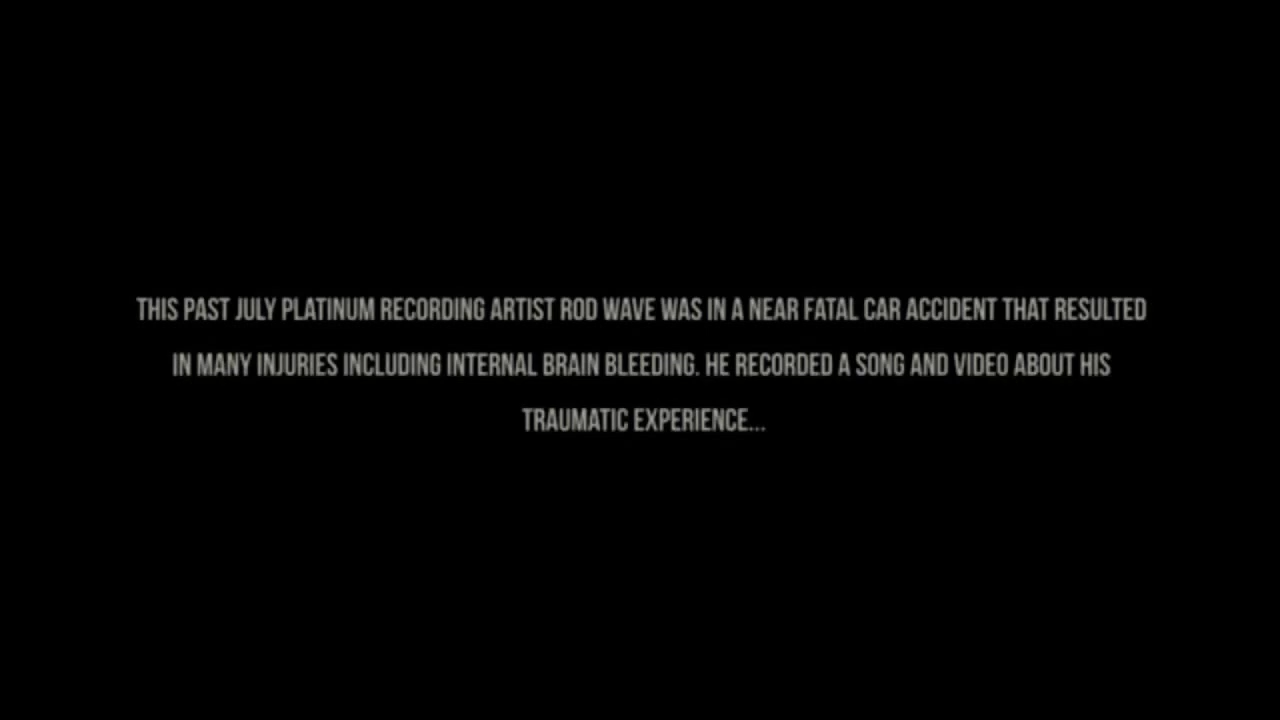 THIS PAST JULY PLATINUM RECORDING ARTIST ROD WAVE WAS IN A NEAR FATAL CAR ACCIDENT THAT RESULTED
IN MANY INJURIES INCLUDING INTERNAL BRAIN BLEEDING. HE RECORDED A SONG AND VIDEO ABOUT HIS
TRAUMATIC EXPERIENCE...